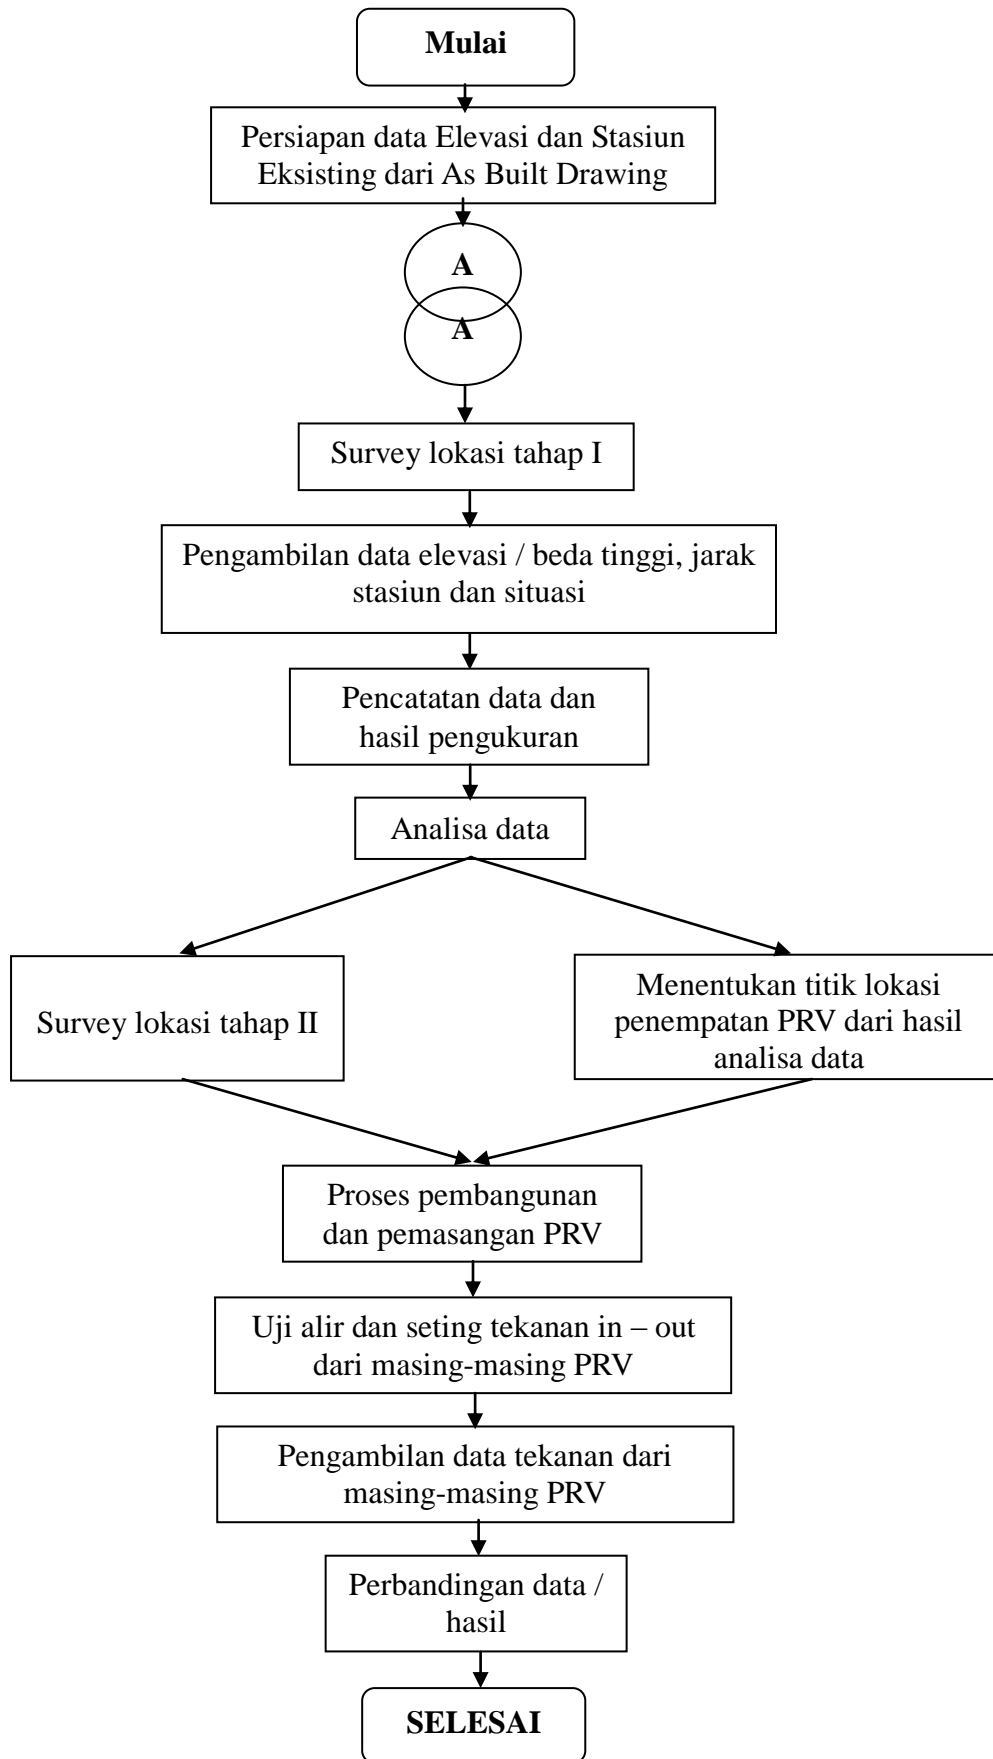 Mulai
Persiapan data Elevasi dan Stasiun
Eksisting dari As Built Drawing
A
A
Survey lokasi tahap I
Pengambilan data elevasi / beda tinggi, jarak
stasiun dan situasi
Pencatatan data dan
hasil pengukuran
Analisa data
Survey lokasi tahap II
Menentukan titik lokasi
penempatan PRV dari hasil
analisa data
Proses pembangunan
dan pemasangan PRV
Uji alir dan seting tekanan in – out
dari masing-masing PRV
Pengambilan data tekanan dari
masing-masing PRV
Perbandingan data /
hasil
SELESAI